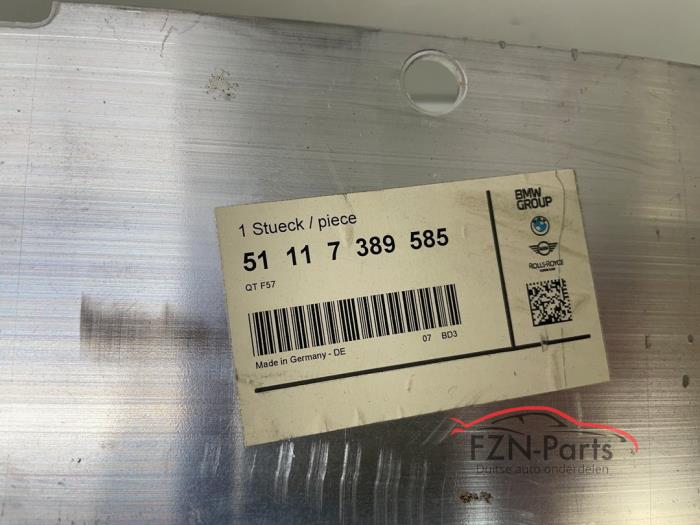 1 Stueck / piece
51 11 7 389 585
QT F57
Made in Germany - DE
07 BD3
BMW
GROUP
ROLLS-ROYCE
FZN-Parts
Duitse auto onderdelen